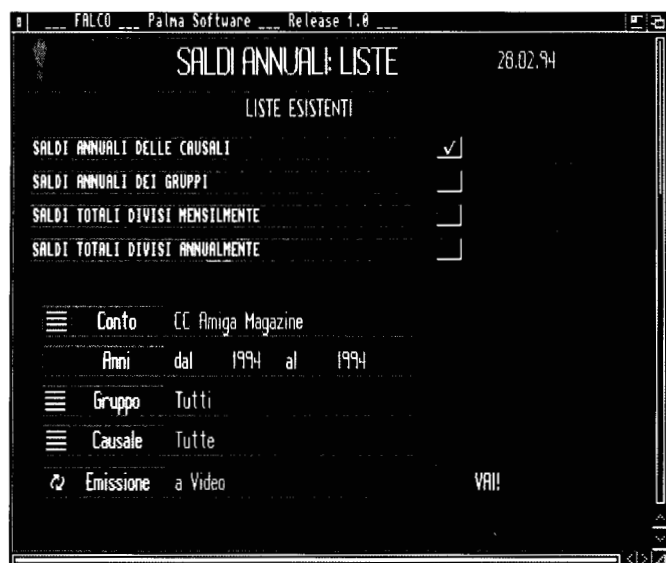 ___ FALCO ___ Palma Software ___ Release 1.0 ___
SALDI ANNUALI: LISTE 28.02.94
LISTE ESISTENTI
SALDI ANNUALI DELLE CAUSALI ✓
SALDI ANNUALI DEI GRUPPI
SALDI TOTALI DIVISI MENSILMENTE
SALDI TOTALI DIVISI ANNUALMENTE
Conto CC Amiga Magazine
Anni dal 1994 al 1994
Gruppo Tutti
Causale Tutte
Emissione a Video VAI!